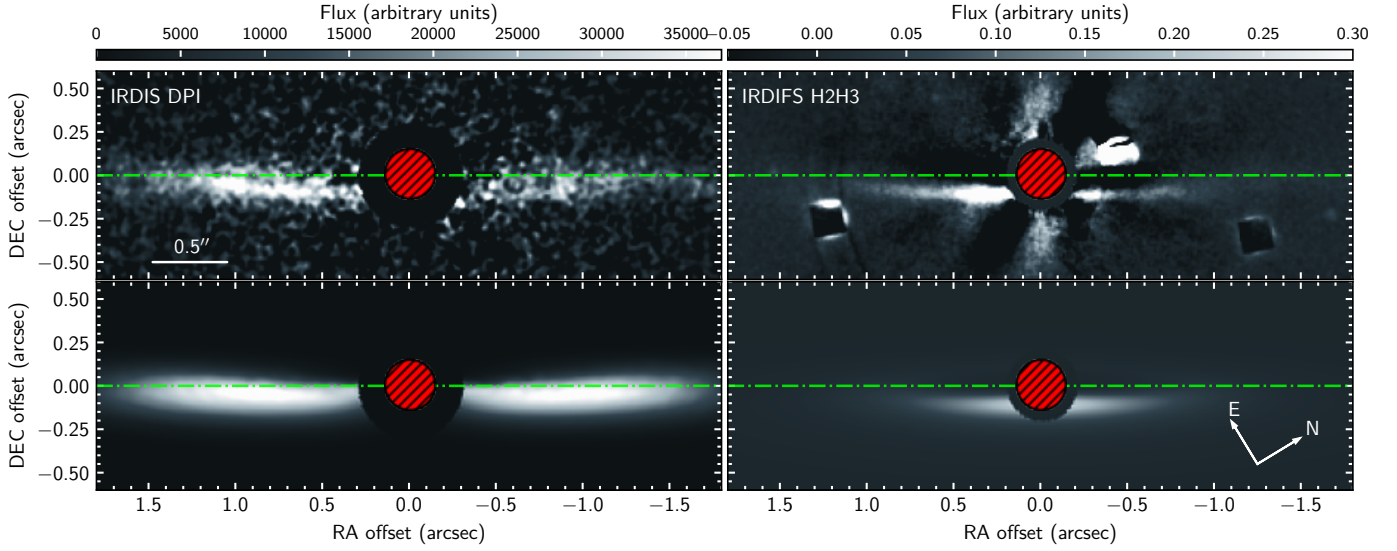 Flux (arbitrary units)
Flux (arbitrary units)
0 5000 10000 15000 20000 25000 30000 35000
−0.05 0.00 0.05 0.10 0.15 0.20 0.25 0.30
DEC offset (arcsec)
0.50
0.25
0.00
−0.25
−0.50
IRDIS DPI
0.5″
IRDIFS H2H3
DEC offset (arcsec)
0.50
0.25
0.00
−0.25
−0.50
E
N
1.5 1.0 0.5 0.0 −0.5 −1.0 −1.5
1.5 1.0 0.5 0.0 −0.5 −1.0 −1.5
RA offset (arcsec)
RA offset (arcsec)